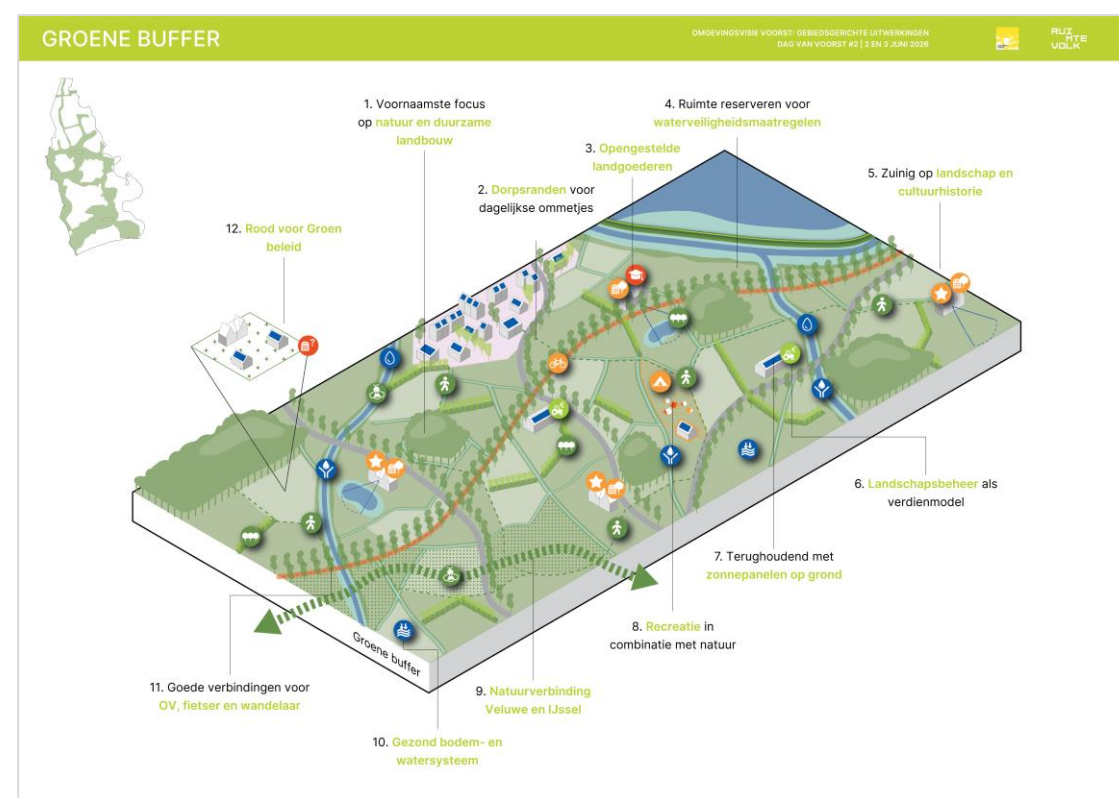 GROENE BUFFER
OMGEVINGSVISIE VOORST: GEBIEDSGERICHTE UITWERKINGEN
DAG VAN VOORST #2 | 2 EN 3 JUNI 2026
RUI
MTE
VOLK
1. Voornaamste focus
op natuur en duurzame
landbouw
2. Dorpsranden voor
dagelijkse ommetjes
3. Opengestelde
landgoederen
4. Ruimte reserveren voor
waterveiligheidsmaatregelen
5. Zuinig op landschap en
cultuurhistorie
12. Rood voor Groen
beleid
?
6. Landschapsbeheer als
verdienmodel
7. Terughoudend met
zonnepanelen op grond
8. Recreatie in
combinatie met natuur
Groene buffer
9. Natuurverbinding
Veluwe en IJssel
10. Gezond bodem- en
watersysteem
11. Goede verbindingen voor
OV, fietser en wandelaar